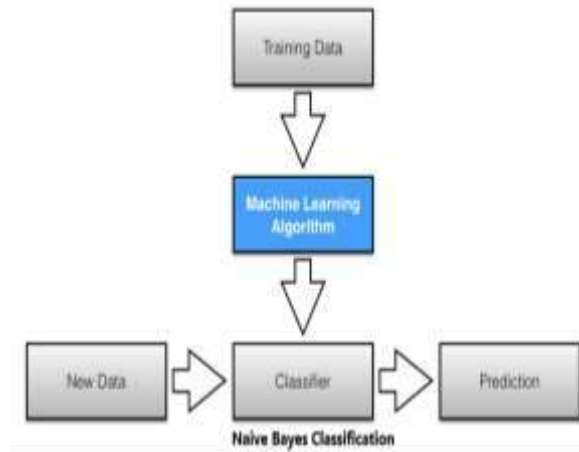 Training Data
Machine Learning
Algorithm
New Data
Classifier
Prediction
Naive Bayes Classification